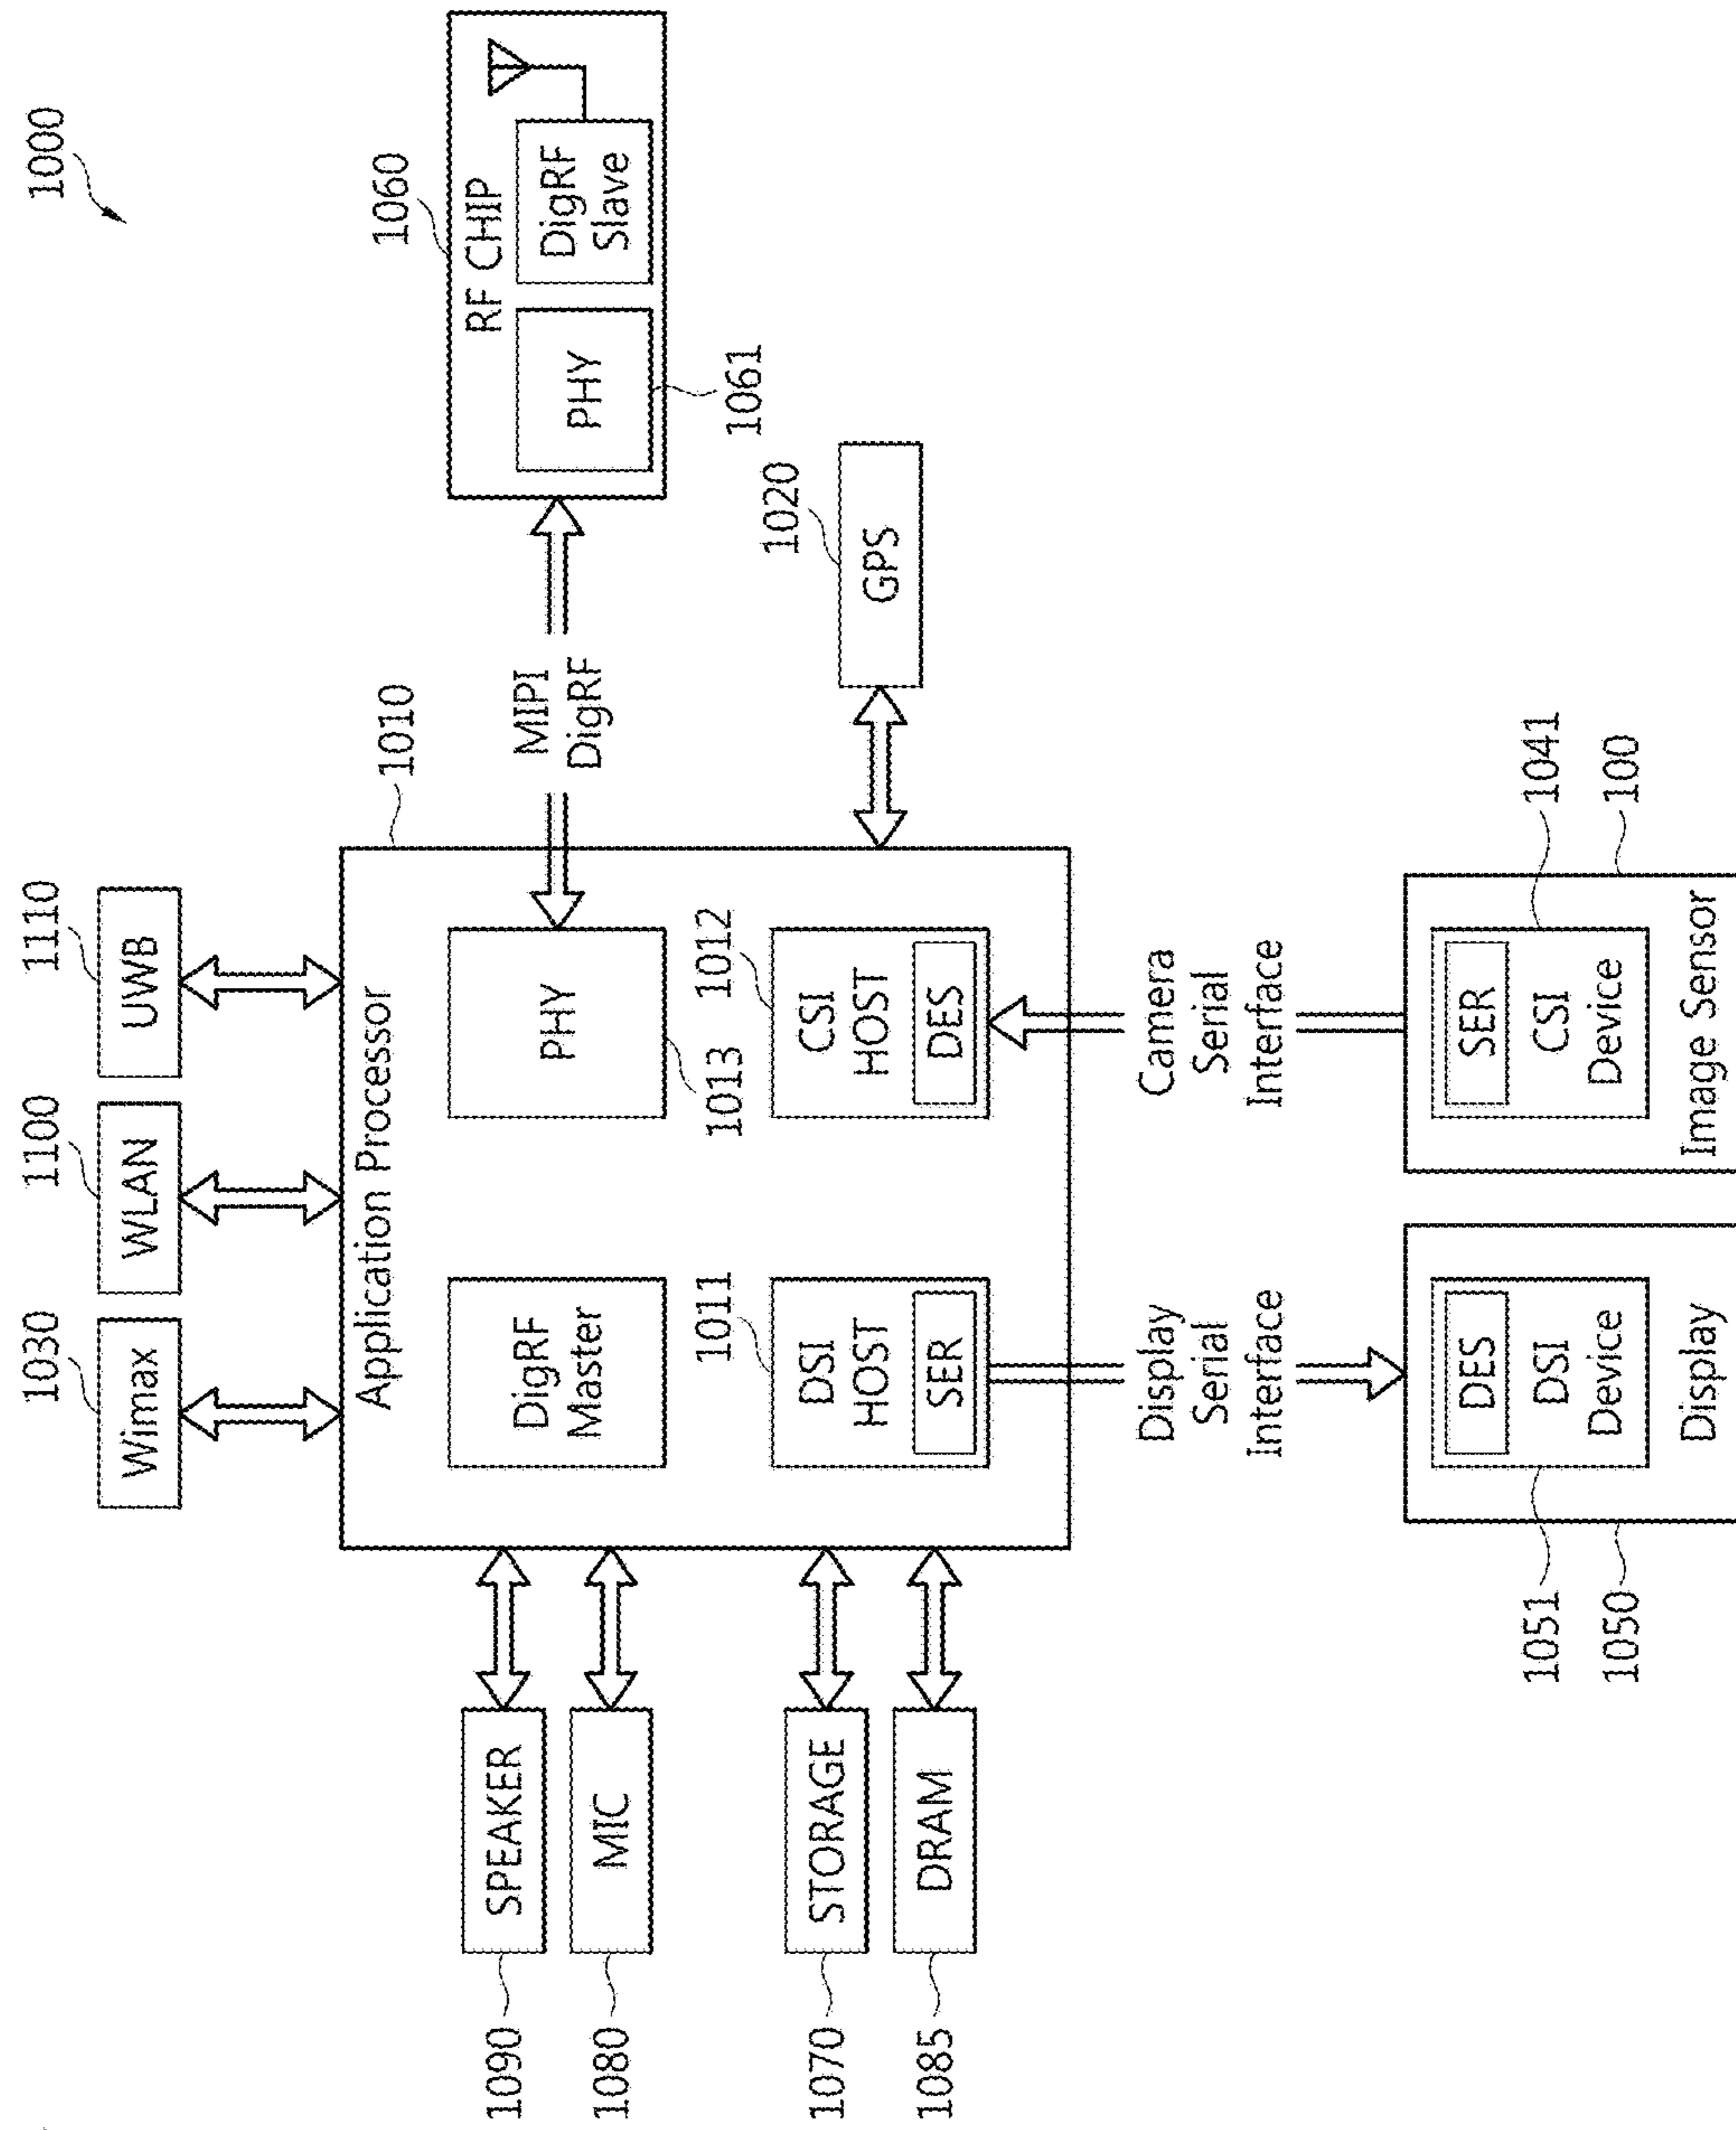 1000
Wimax
1030
WLAN
1100
UWB
1110
Application Processor
1010
DigRF
Master
PHY
1013
MIPI
DigRF
RF CHIP
1060
PHY
1061
DigRF
Slave
DSI
HOST
SER
1011
CSI
HOST
DES
1012
GPS
1020
SPEAKER
1090
MIC
1080
STORAGE
1070
DRAM
1085
Display
Serial
Interface
Camera
Serial
Interface
DES
DSI
Device
1051
Display
1050
SER
CSI
Device
1041
Image Sensor
100